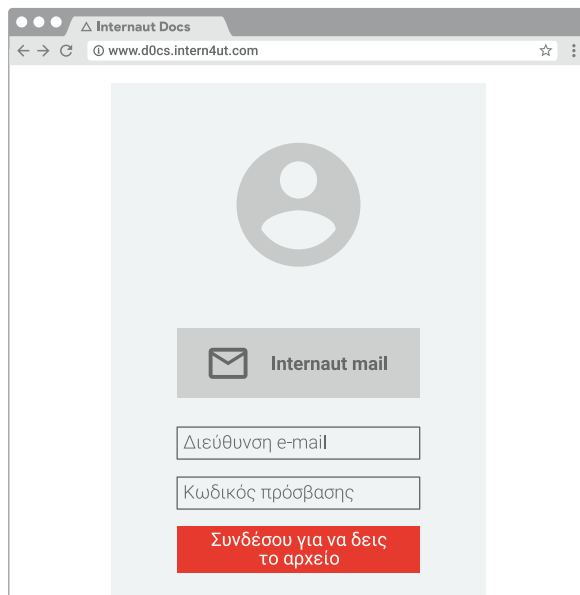 Internaut Docs
www.d0cs.intern4ut.com
Internaut mail
Διεύθυνση e-mail
Κωδικός πρόσβασης
Συνδέσου για να δεις
το αρχείο